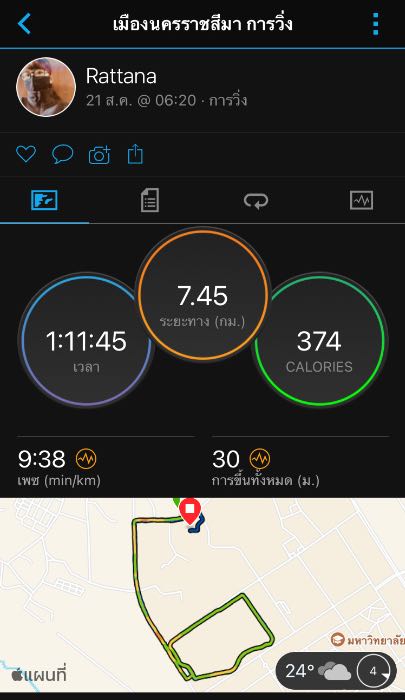 เมืองนครราชสีมา การวิ่ง
Rattana
21 ส.ค. @ 06:20 · การวิ่ง
7.45
ระยะทาง (กม.)
1:11:45
เวลา
374
CALORIES
9:38
เพซ (min/km)
30
การขึ้นทั้งหมด (ม.)
มหาวิทยาลัย
แผนที่
24°
4